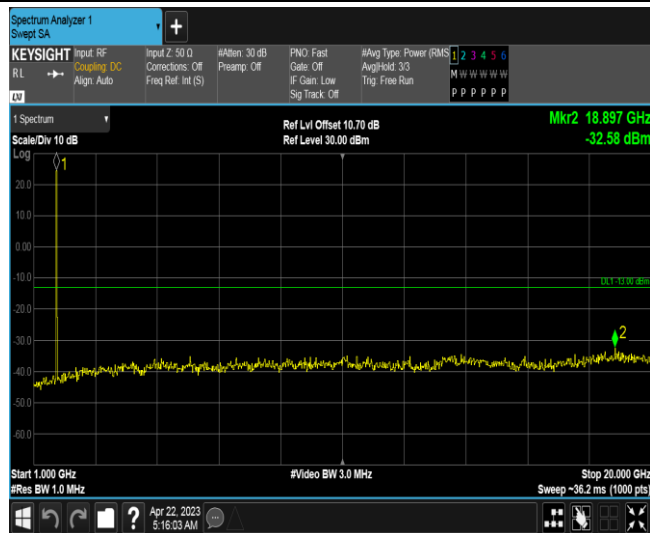 Spectrum Analyzer 1
Swept SA
+
KEYSIGHT
RL
LXI
Input: RF
Coupling: DC
Align: Auto
Input Z: 50 Ω
Corrections: Off
Freq Ref: Int (S)
#Atten: 30 dB
Preamp: Off
PNO: Fast
Gate: Off
IF Gain: Low
Sig Track: Off
#Avg Type: Power (RMS
Avg|Hold: 3/3
Trig: Free Run
1 2 3 4 5 6
M W W W W W
P P P P P P
1 Spectrum
Scale/Div 10 dB
Ref Lvl Offset 10.70 dB
Ref Level 30.00 dBm
Mkr2 18.897 GHz
-32.58 dBm
Log
1
20.0
10.0
0.00
-10.0
DL1 -13.00 dBm
-20.0
2
-30.0
-40.0
-50.0
-60.0
Start 1.000 GHz
#Video BW 3.0 MHz
Stop 20.000 GHz
#Res BW 1.0 MHz
Sweep ~36.2 ms (1000 pts)
?
Apr 22, 2023
5:16:03 AM